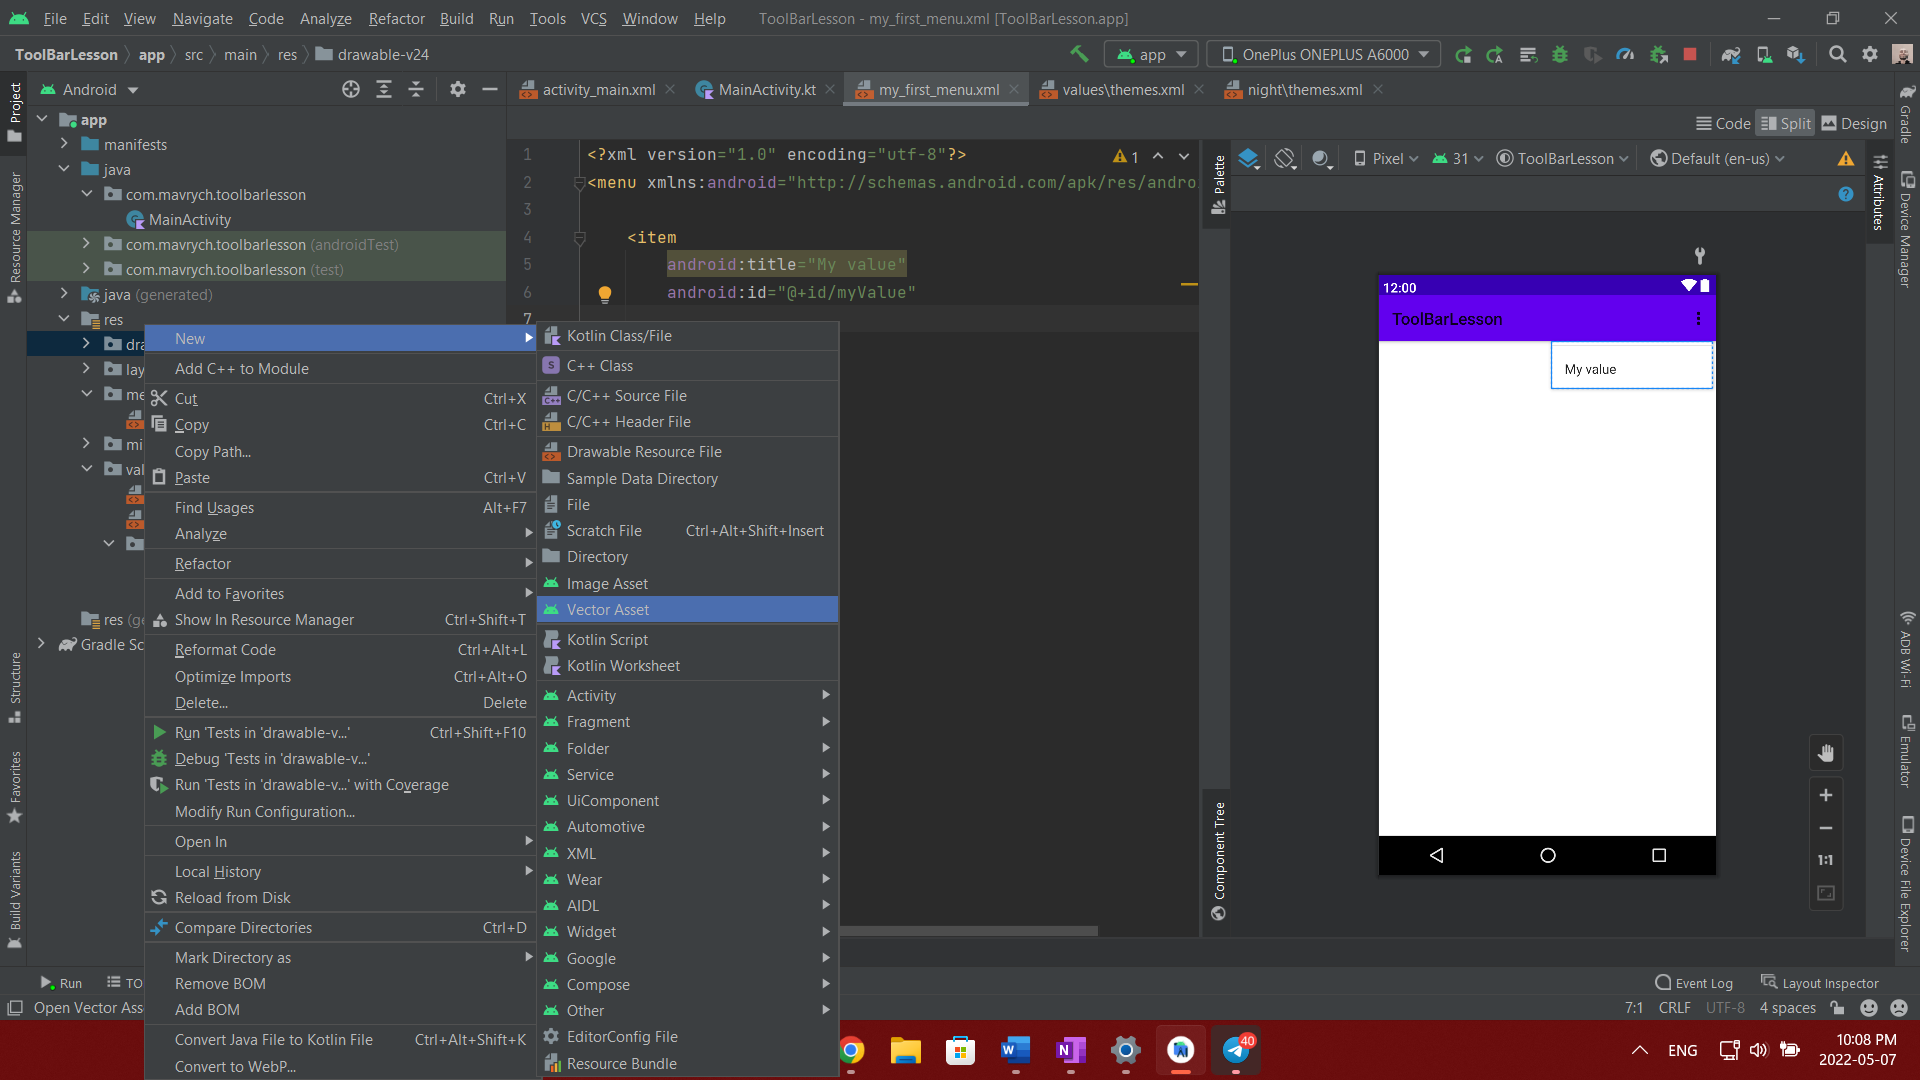 File Edit View Navigate Code Analyze Refactor Build Run Tools VCS Window Help ToolBarLesson - my_first_menu.xml [ToolBarLesson.app]
ToolBarLesson app src main res drawable-v24 app OnePlus ONEPLUS A6000
Android
activity_main.xml MainActivity.kt my_first_menu.xml values\themes.xml night\themes.xml
Code Split Design
Project
Resource Manager
Structure
Favorites
Build Variants
app
manifests
java
com.mavrych.toolbarlesson
MainActivity
com.mavrych.toolbarlesson (androidTest)
com.mavrych.toolbarlesson (test)
java (generated)
res
dra
lay
me
mi
val
res (ge
Gradle Sc
1 <?xml version="1.0" encoding="utf-8"?>
2 <menu xmlns:android="http://schemas.android.com/apk/res/andro
3
4 <item
5 android:title="My value"
6 android:id="@+id/myValue"
7
1
New
Add C++ to Module
Cut Ctrl+X
Copy Ctrl+C
Copy Path...
Paste Ctrl+V
Find Usages Alt+F7
Analyze
Refactor
Add to Favorites
Show In Resource Manager Ctrl+Shift+T
Reformat Code Ctrl+Alt+L
Optimize Imports Ctrl+Alt+O
Delete... Delete
Run 'Tests in 'drawable-v...' Ctrl+Shift+F10
Debug 'Tests in 'drawable-v...'
Run 'Tests in 'drawable-v...' with Coverage
Modify Run Configuration...
Open In
Local History
Reload from Disk
Compare Directories Ctrl+D
Mark Directory as
Remove BOM
Add BOM
Convert Java File to Kotlin File Ctrl+Alt+Shift+K
Convert to WebP...
Kotlin Class/File
S C++ Class
C++ C/C++ Source File
H C/C++ Header File
Drawable Resource File
Sample Data Directory
File
Scratch File Ctrl+Alt+Shift+Insert
Directory
Image Asset
Vector Asset
Kotlin Script
Kotlin Worksheet
Activity
Fragment
Folder
Service
UiComponent
Automotive
XML
Wear
AIDL
Widget
Google
Compose
Other
EditorConfig File
Resource Bundle
Palette
Component Tree
Pixel 31 ToolBarLesson Default (en-us)
?
12:00
ToolBarLesson
My value
1:1
Attributes
Gradle
Device Manager
ADB Wi-Fi
Emulator
Device File Explorer
Run TO
Event Log Layout Inspector
Open Vector Ass
7:1 CRLF UTF-8 4 spaces
W N 40
ENG
10:08 PM
2022-05-07